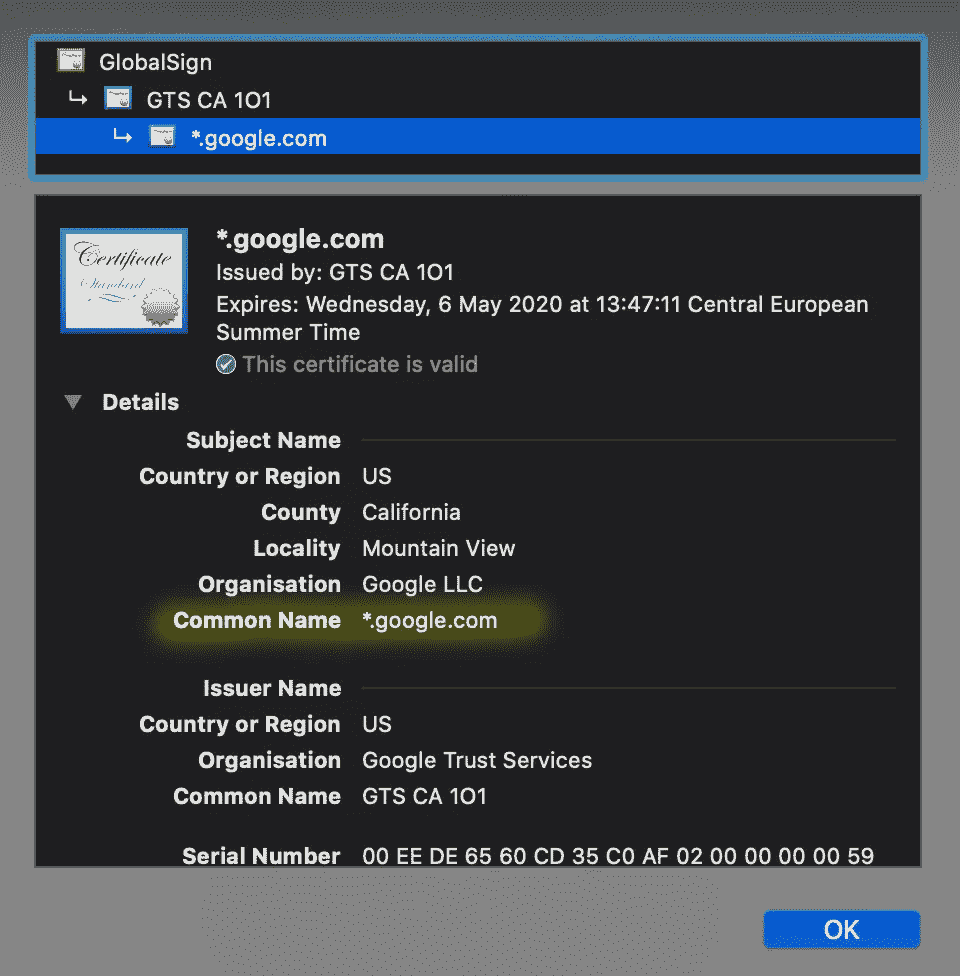 GlobalSign
GTS CA 1O1
*.google.com
Certificate
Standard
*.google.com
Issued by: GTS CA 1O1
Expires: Wednesday, 6 May 2020 at 13:47:11 Central European
Summer Time
This certificate is valid
Details
Subject Name
Country or Region US
County California
Locality Mountain View
Organisation Google LLC
Common Name *.google.com
Issuer Name
Country or Region US
Organisation Google Trust Services
Common Name GTS CA 1O1
Serial Number 00 EE DE 65 60 CD 35 C0 AF 02 00 00 00 00 59
OK